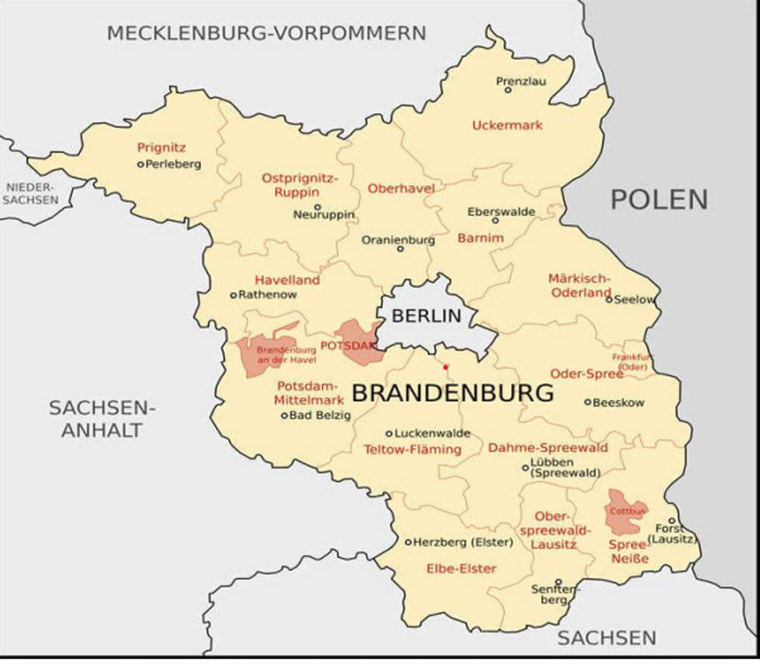 MECKLENBURG-VORPOMMERN
Prenzlau
Uckermark
Prignitz
Perleberg
NIEDER-
SACHSEN
Ostprignitz-
Ruppin
Neuruppin
Oberhavel
Oranienburg
Eberswalde
Barnim
POLEN
Havelland
Rathenow
Märkisch-
Oderland
Seelow
BERLIN
Brandenburg
an der Havel
POTSDA
Frankfur
(Oder)
Oder-Spree
Beeskow
Potsdam-
Mittelmark
Bad Belzig
BRANDENBURG
SACHSEN-
ANHALT
Luckenwalde
Teltow-Fläming
Dahme-Spreewald
Lübben
(Spreewald)
Cottbus
Ober-
spreewald-
Lausitz
Forst
(Lausitz)
Spree-
Neiße
Herzberg (Elster)
Elbe-Elster
Senften-
berg
SACHSEN